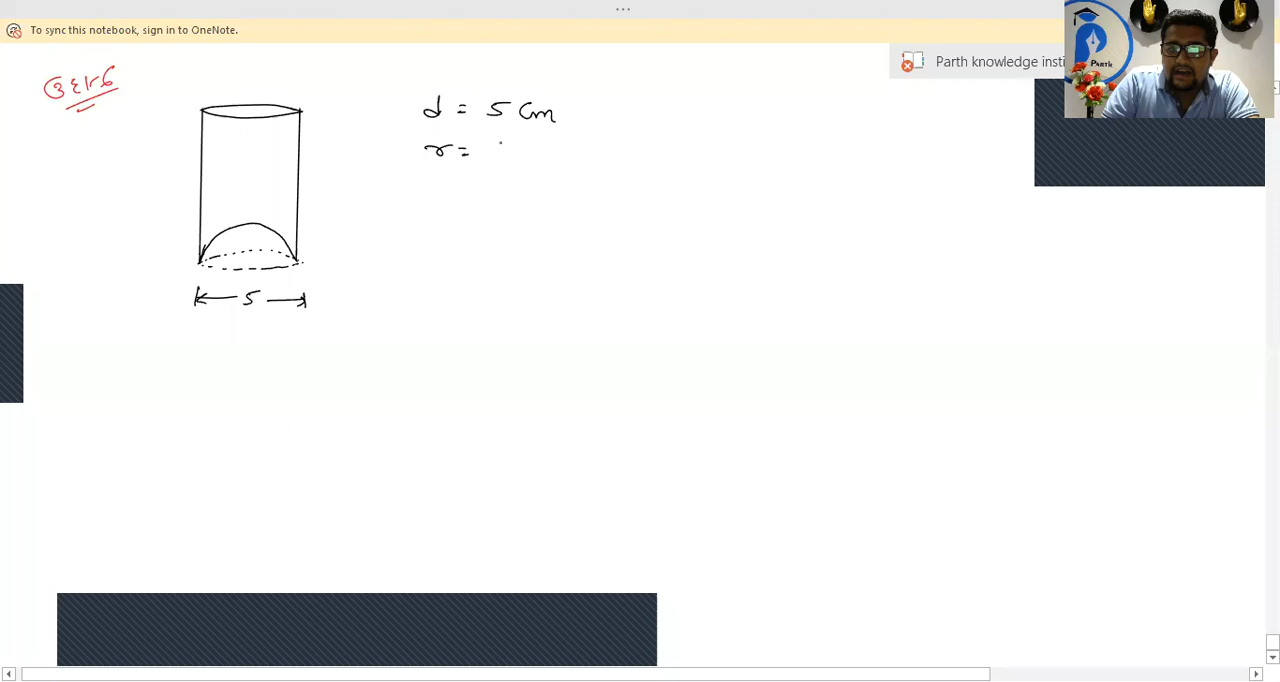 To sync this notebook, sign in to OneNote.
Parth knowledge insti
PARTH
d = 5 cm
r =
5